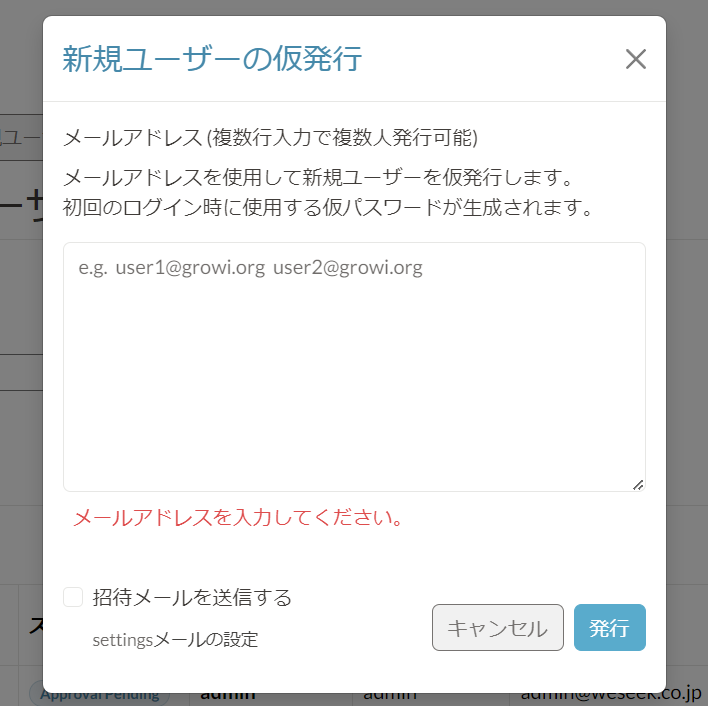 新規ユーザーの仮発行
メールアドレス (複数行入力で複数人発行可能)
メールアドレスを使用して新規ユーザーを仮発行します。
初回のログイン時に使用する仮パスワードが生成されます。
e.g. user1@growi.org user2@growi.org
メールアドレスを入力してください。
招待メールを送信する
settingsメールの設定
キャンセル
発行
Approval Pending
admin
admin
admin@weseek.co.jp